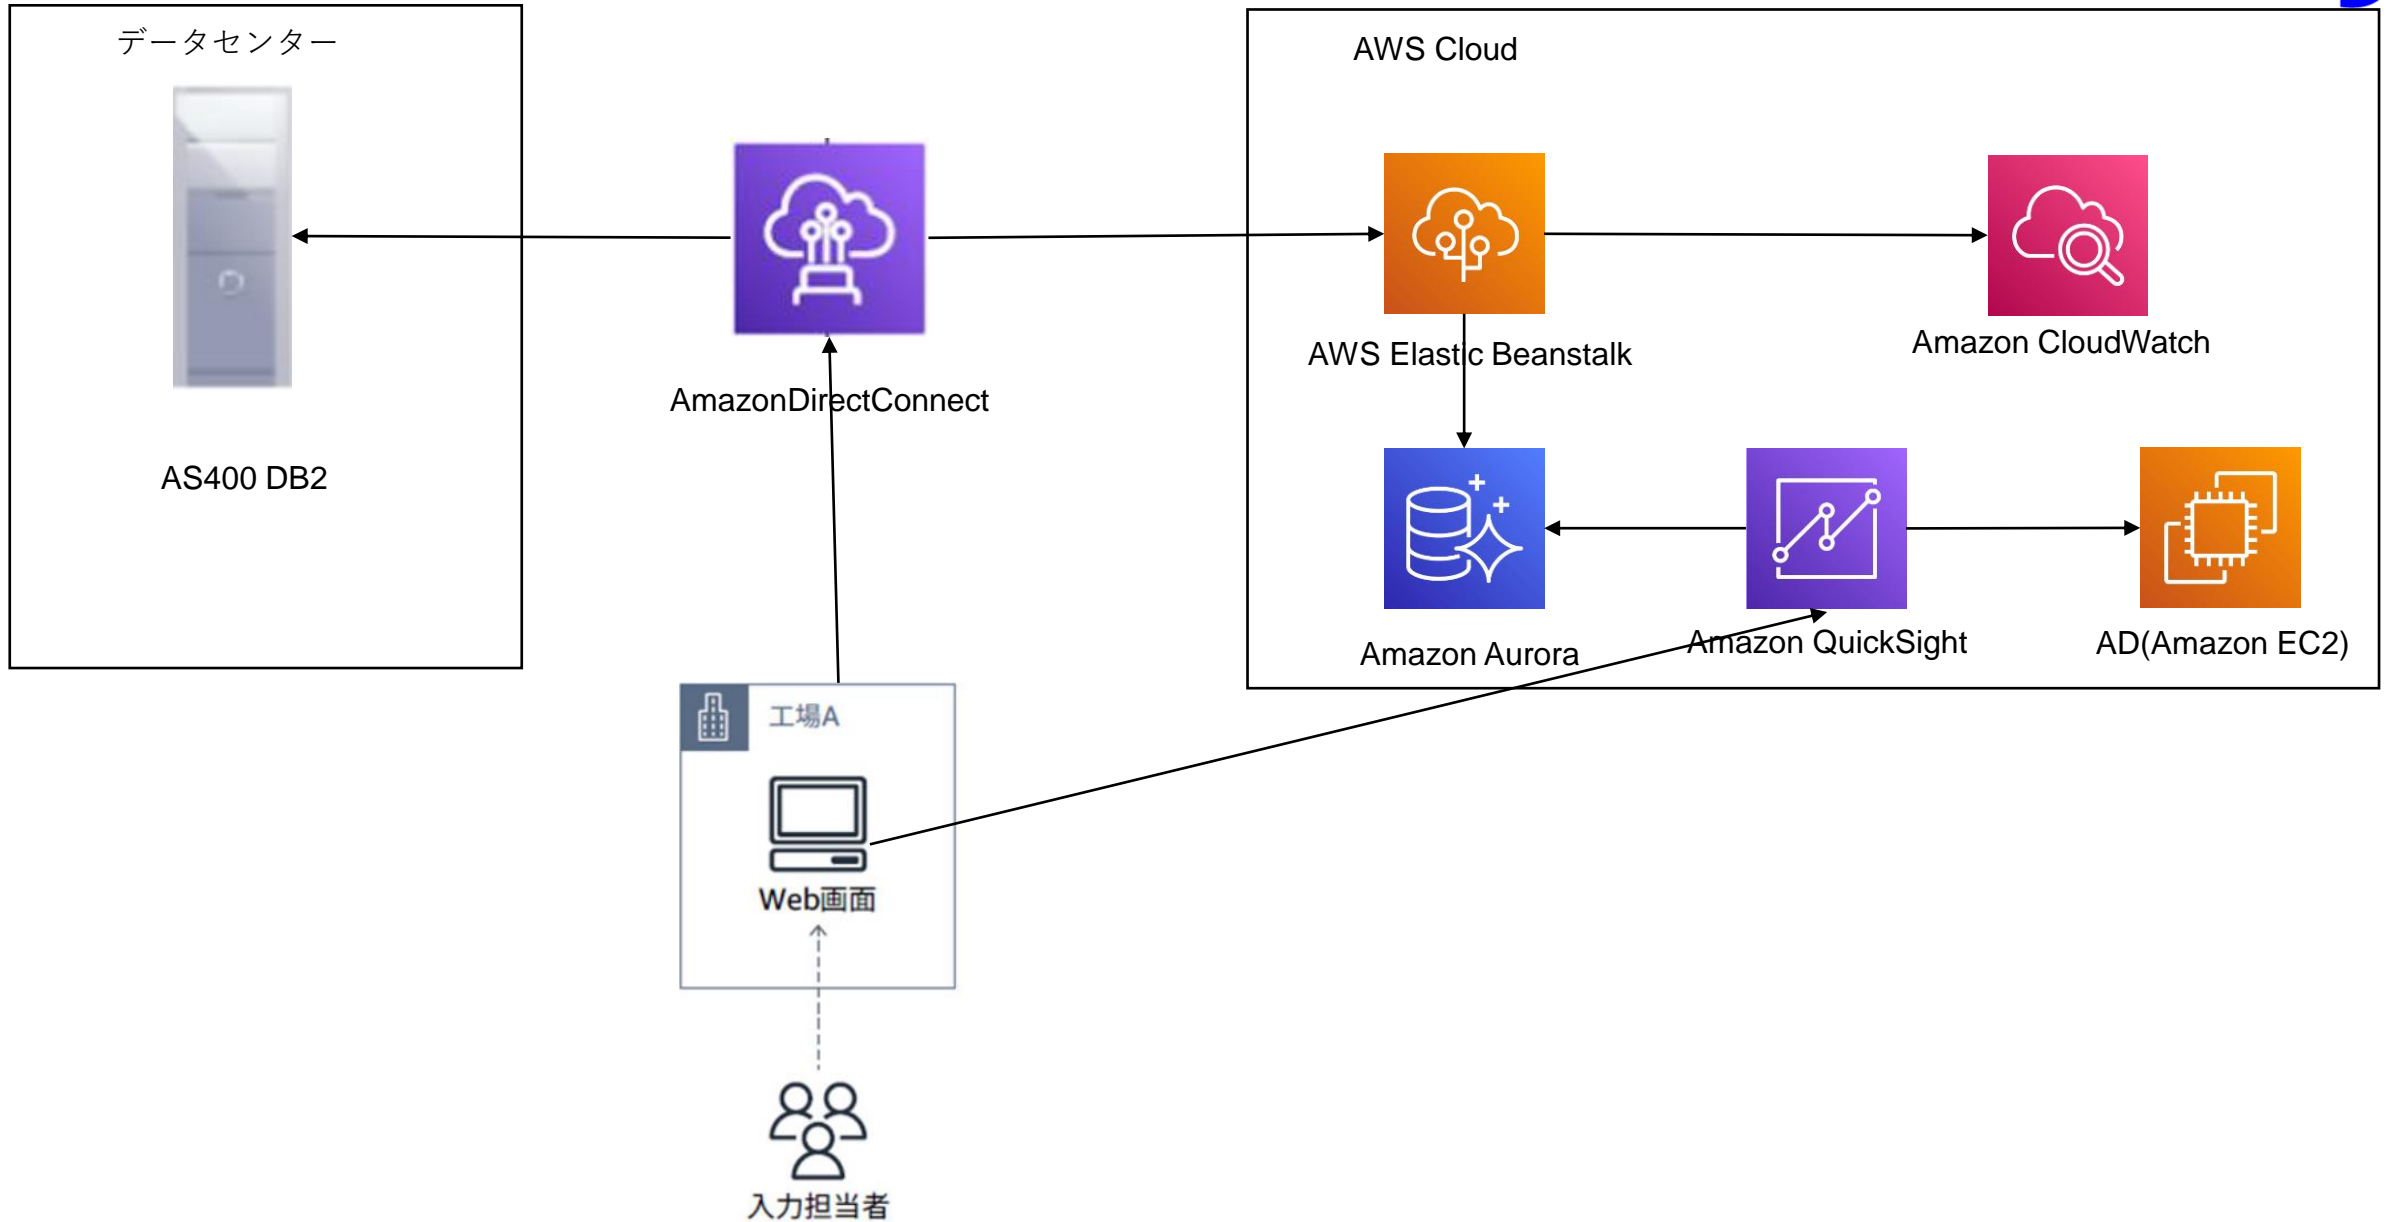 データセンター
AWS Cloud
AWS Elastic Beanstalk
Amazon CloudWatch
AmazonDirectConnect
AS400 DB2
Amazon Aurora
Amazon QuickSight
AD(Amazon EC2)
工場A
Web画面
入力担当者